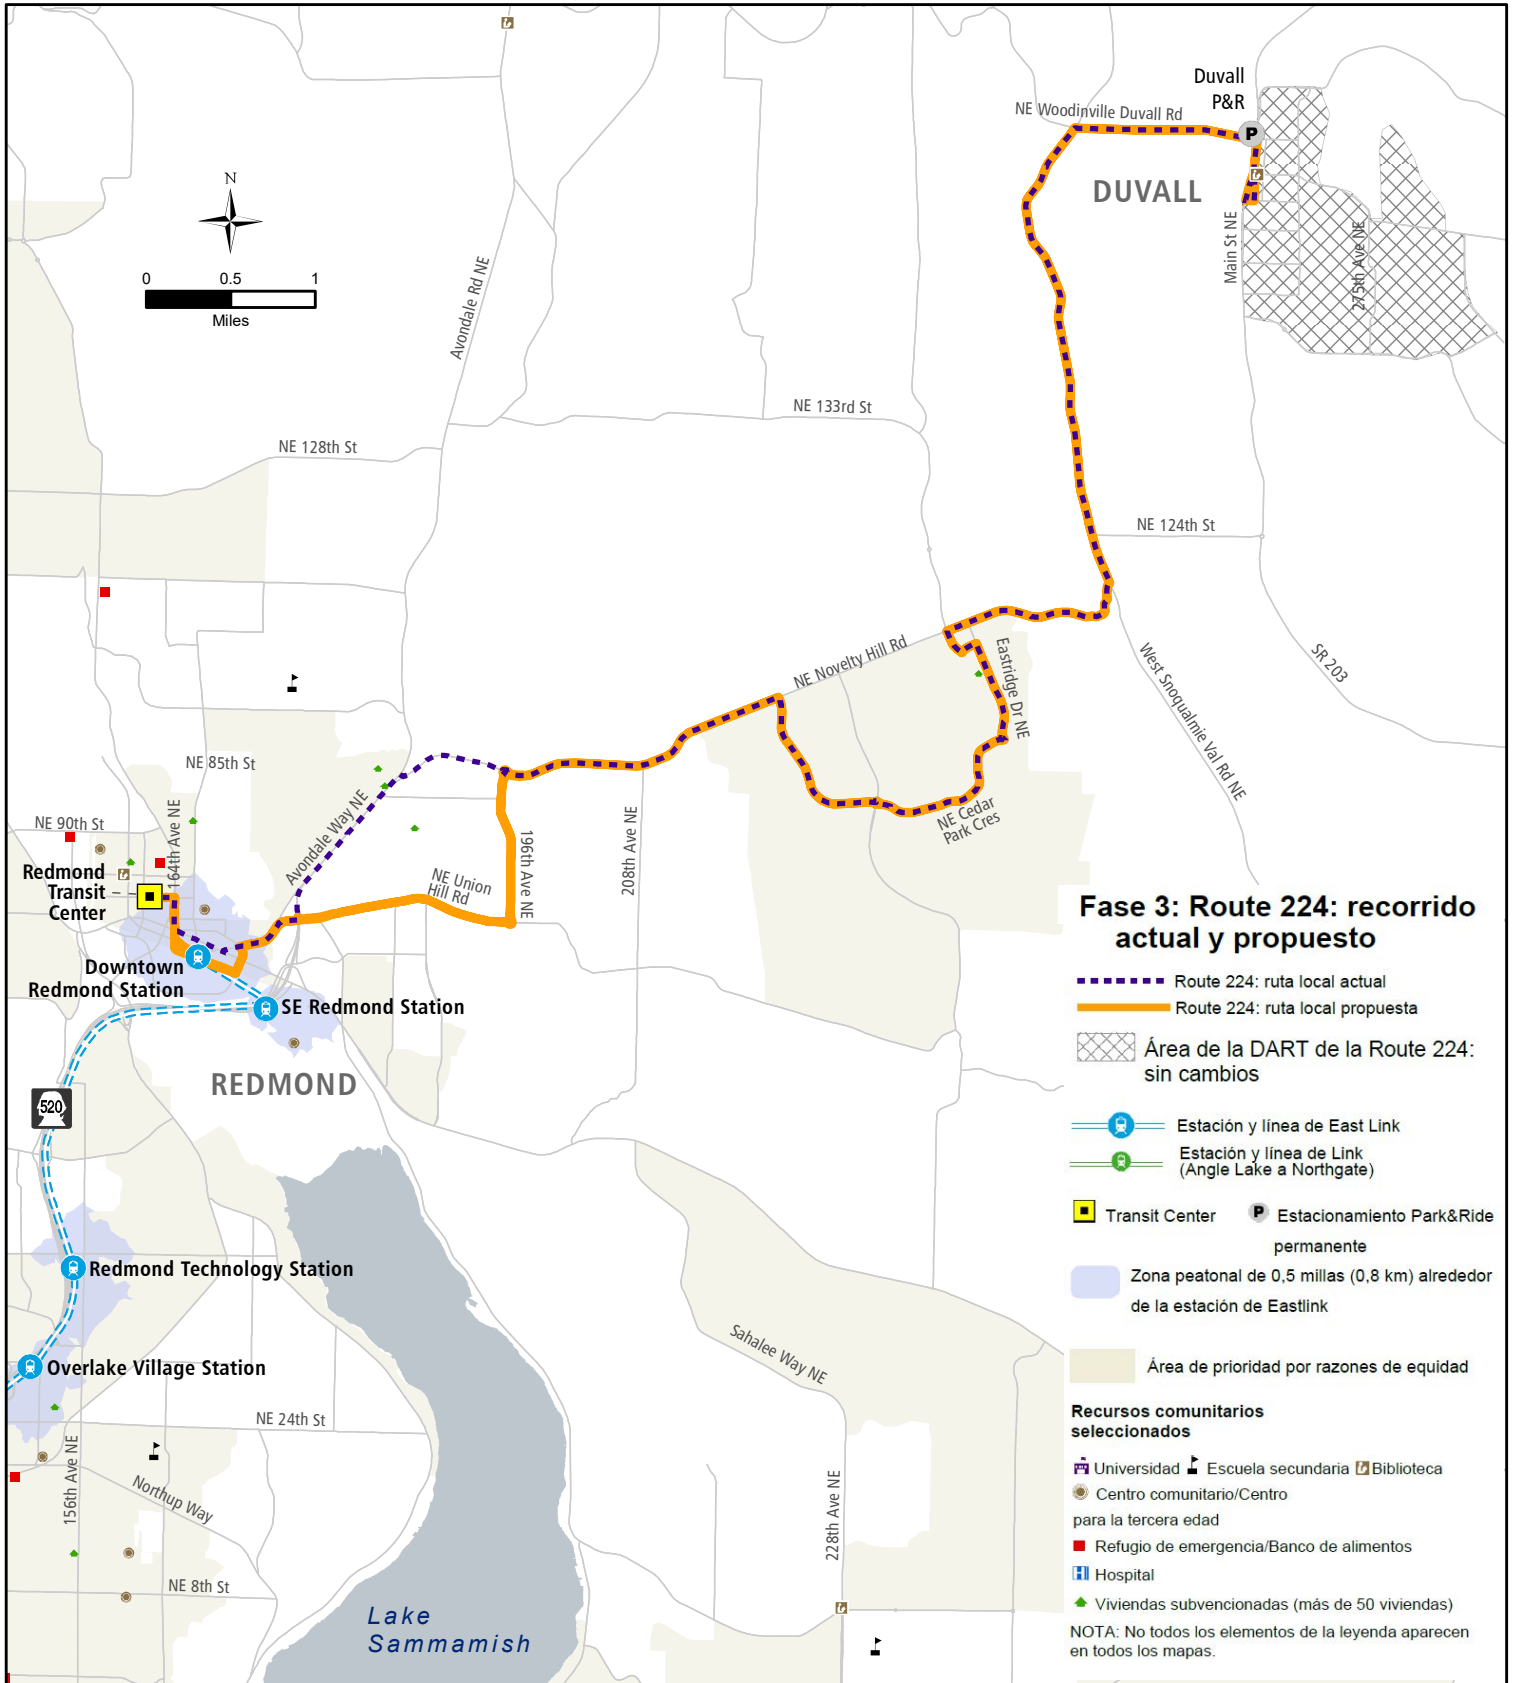 Duvall
P&R
NE Woodinville Duvall Rd
DUVALL
Main St NE
275th Ave NE
N
0 0.5 1
Miles
Avondale Rd NE
NE 133rd St
NE 128th St
NE 124th St
NE Novelty Hill Rd
Eastridge Dr NE
West Snoqualmie Val Rd NE
SR 203
NE 85th St
NE 90th St
164th Ave NE
Avondale Way NE
196th Ave NE
208th Ave NE
NE Cedar
Park Cres
NE Union
Hill Rd
Redmond
Transit
Center
Downtown
Redmond Station
SE Redmond Station
REDMOND
520
Redmond Technology Station
Overlake Village Station
Sahalee Way NE
NE 24th St
156th Ave NE
Northup Way
228th Ave NE
NE 8th St
Lake
Sammamish
P
Fase 3: Route 224: recorrido
actual y propuesto
Route 224: ruta local actual
Route 224: ruta local propuesta
Área de la DART de la Route 224:
sin cambios
Estación y línea de East Link
Estación y línea de Link
(Angle Lake a Northgate)
Transit Center P Estacionamiento Park&Ride
permanente
Zona peatonal de 0,5 millas (0,8 km) alrededor
de la estación de Eastlink
Área de prioridad por razones de equidad
Recursos comunitarios
seleccionados
Universidad Escuela secundaria Biblioteca
Centro comunitario/Centro
para la tercera edad
Refugio de emergencia/Banco de alimentos
H Hospital
Viviendas subvencionadas (más de 50 viviendas)
NOTA: No todos los elementos de la leyenda aparecen
en todos los mapas.